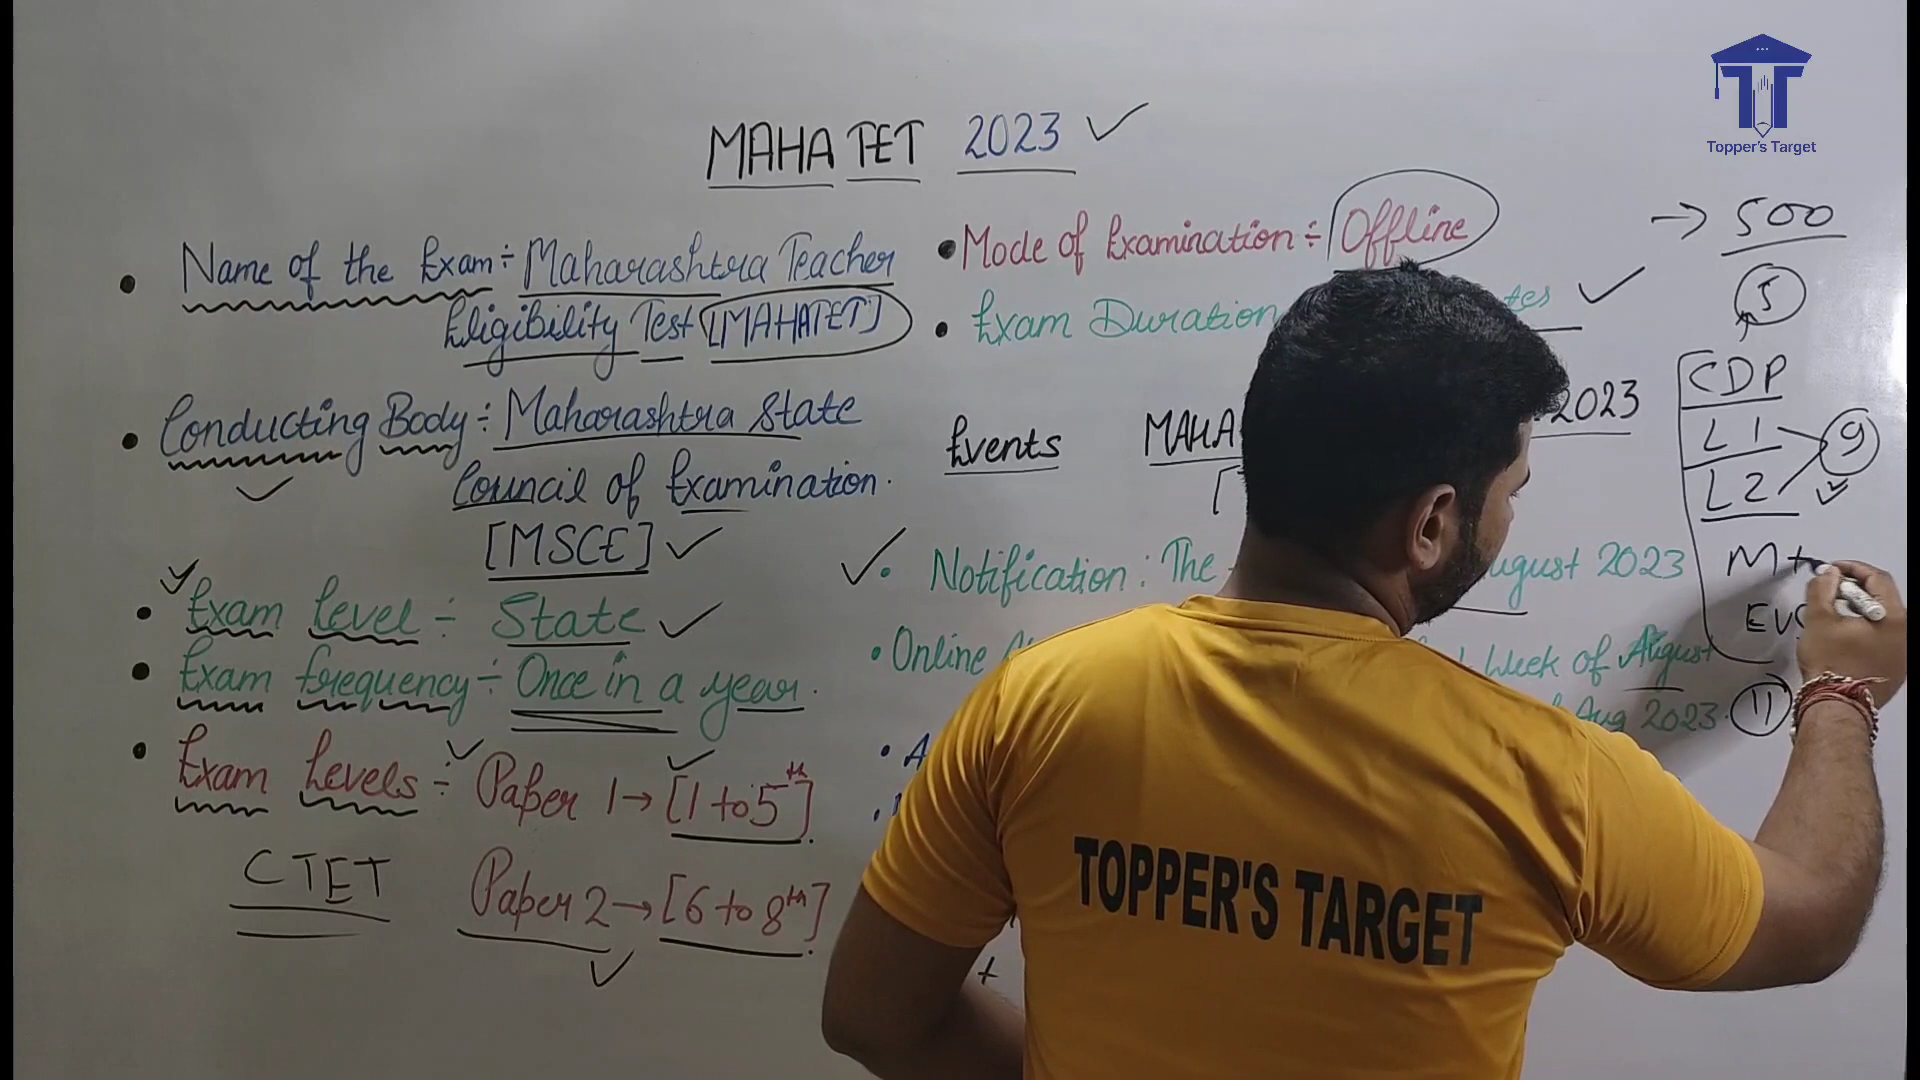 Topper's Target
MAHA TET 2023
• Name of the Exam ÷ Maharashtra Teacher
Eligibility Test [MAHATET]
• Conducting Body ÷ Maharashtra State
Council of Examination.
[MSCE]
• Exam Level ÷ State
• Exam frequency ÷ Once in a year.
• Exam Levels ÷ Paper 1 → [1 to 5th]
CTET Paper 2 → [6 to 8th]
• Mode of Examination ÷ Offline
• Exam Duration
Events MAHA 2023
• Notification : The August 2023
• Online Week of August
Aug 2023
+
→ 500
5
CDP
L 1
L 2
9
M
11
TOPPER'S TARGET